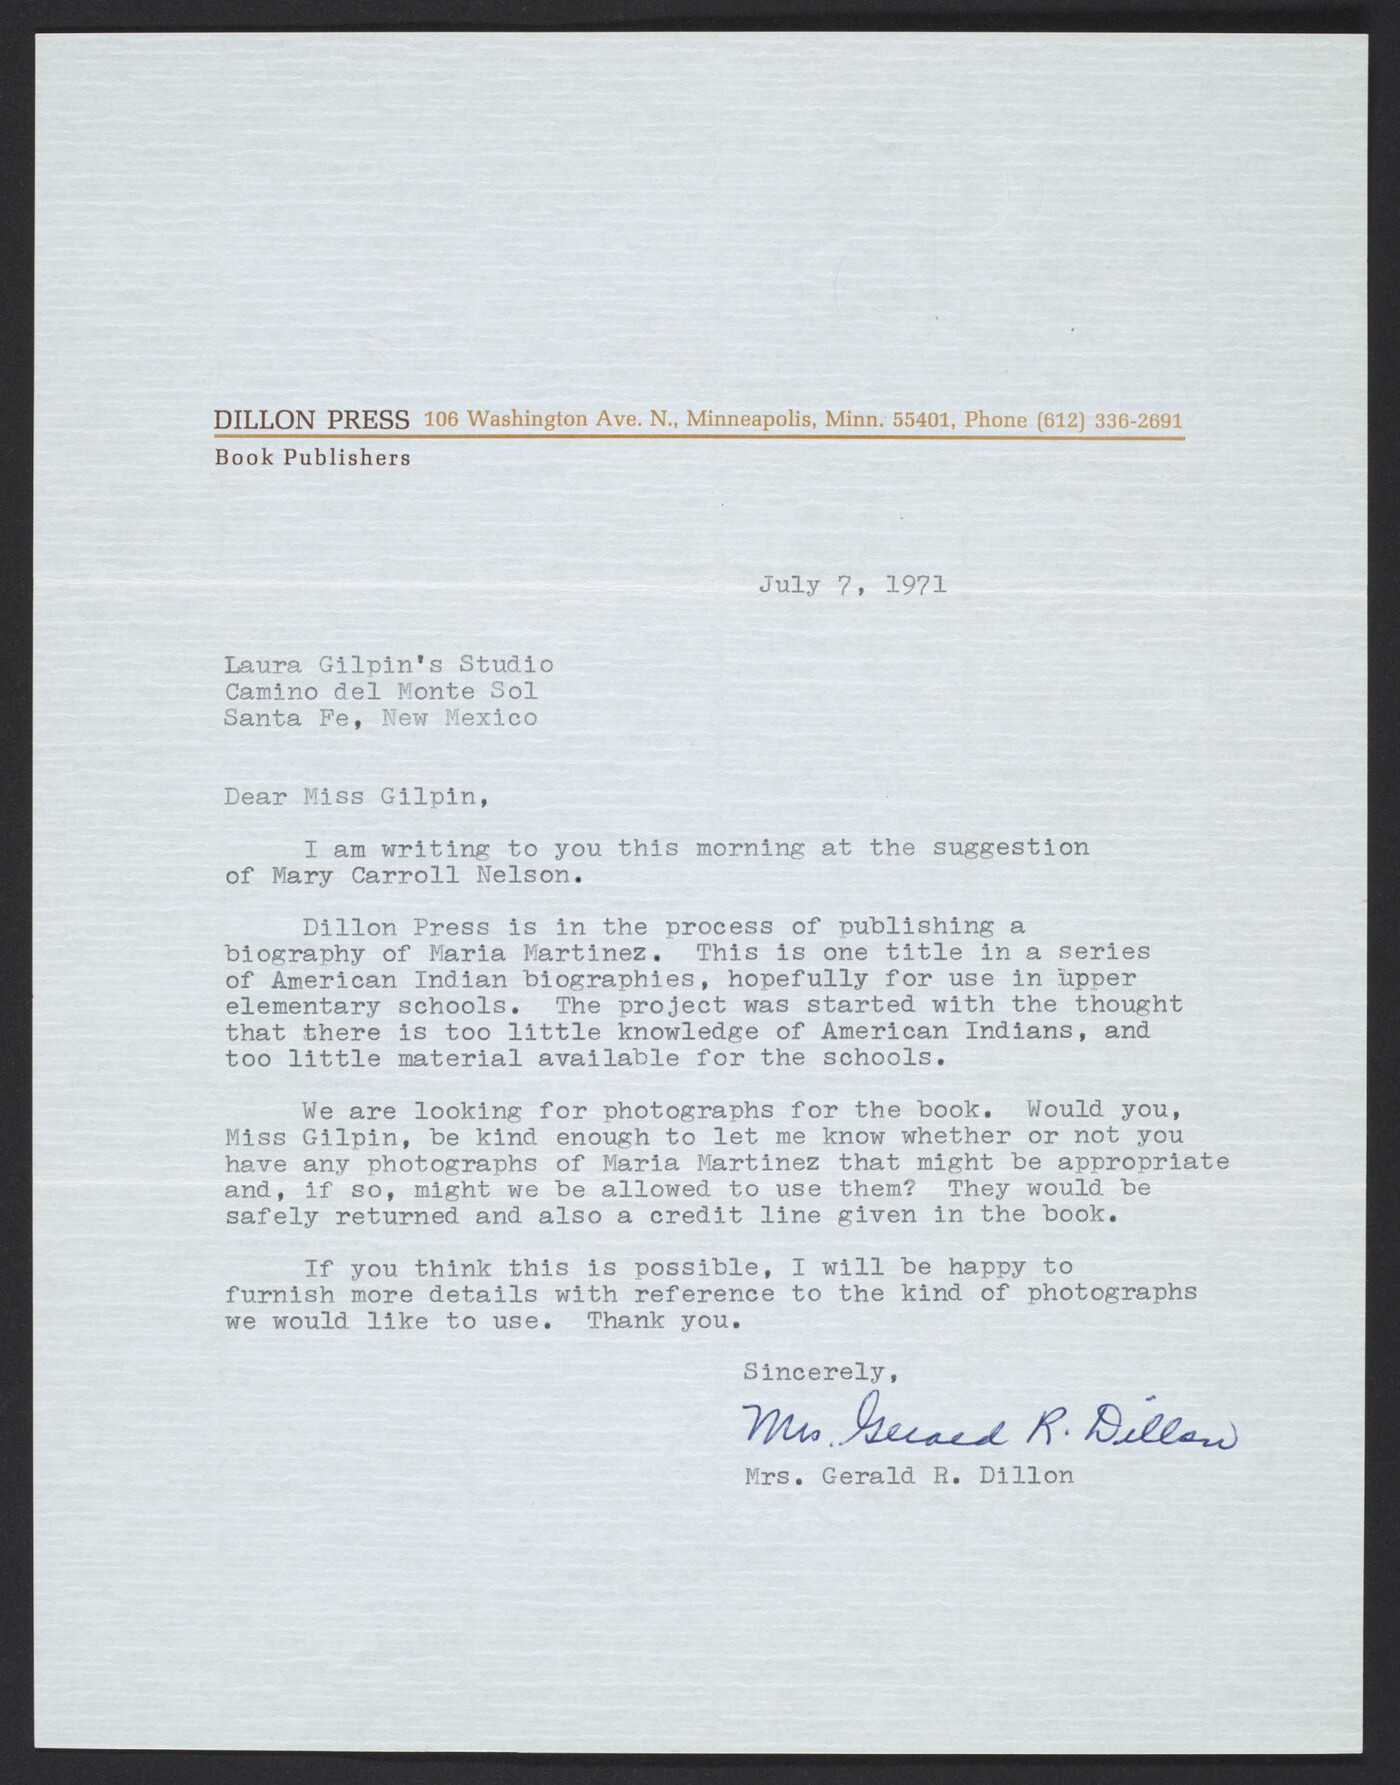 DILLON PRESS 106 Washington Ave. N., Minneapolis, Minn. 55401, Phone (612) 336-2691
Book Publishers
July 7, 1971
Laura Gilpin's Studio
Camino del Monte Sol
Santa Fe, New Mexico
Dear Miss Gilpin,
I am writing to you this morning at the suggestion
of Mary Carroll Nelson.
Dillon Press is in the process of publishing a
biography of Maria Martinez. This is one title in a series
of American Indian biographies, hopefully for use in upper
elementary schools. The project was started with the thought
that there is too little knowledge of American Indians, and
too little material available for the schools.
We are looking for photographs for the book. Would you,
Miss Gilpin, be kind enough to let me know whether or not you
have any photographs of Maria Martinez that might be appropriate
and, if so, might we be allowed to use them? They would be
safely returned and also a credit line given in the book.
If you think this is possible, I will be happy to
furnish more details with reference to the kind of photographs
we would like to use. Thank you.
Sincerely,
Mrs. Gerald R. Dillon
Mrs. Gerald R. Dillon